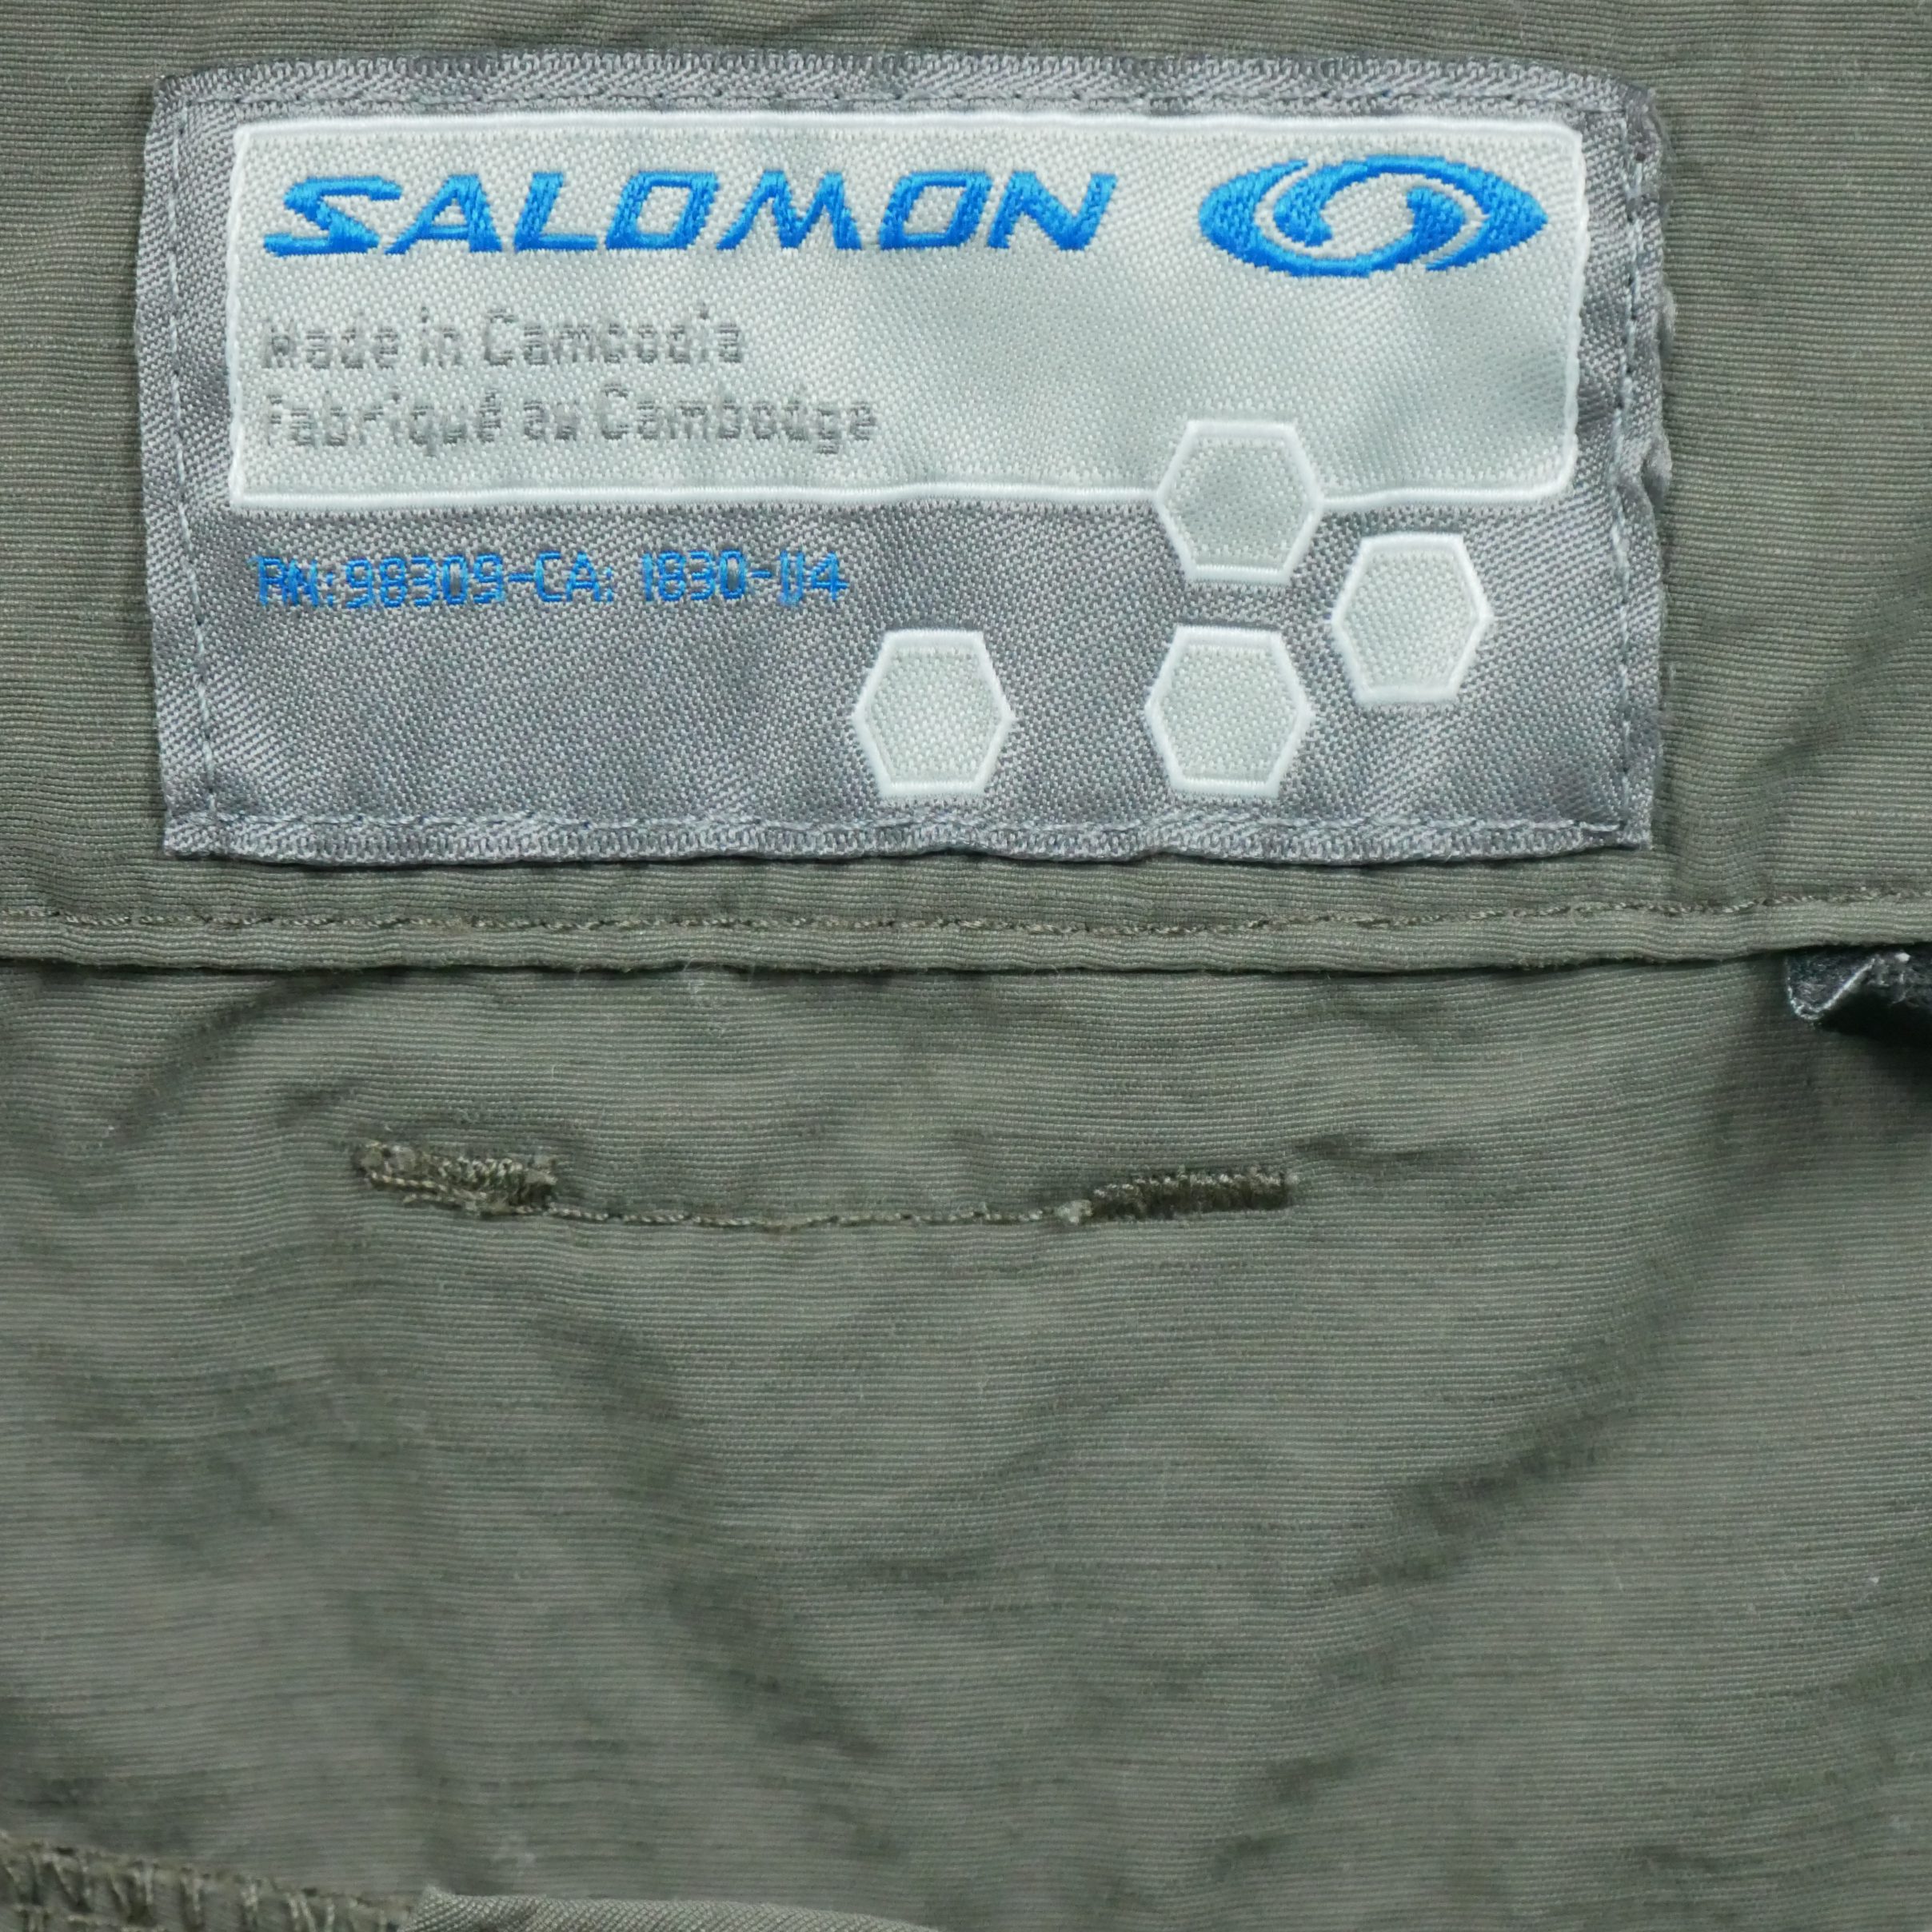 SALOMON
Made in Cambodia
Fabriqué au Cambodge
RN:98309-CA: 1830-U4